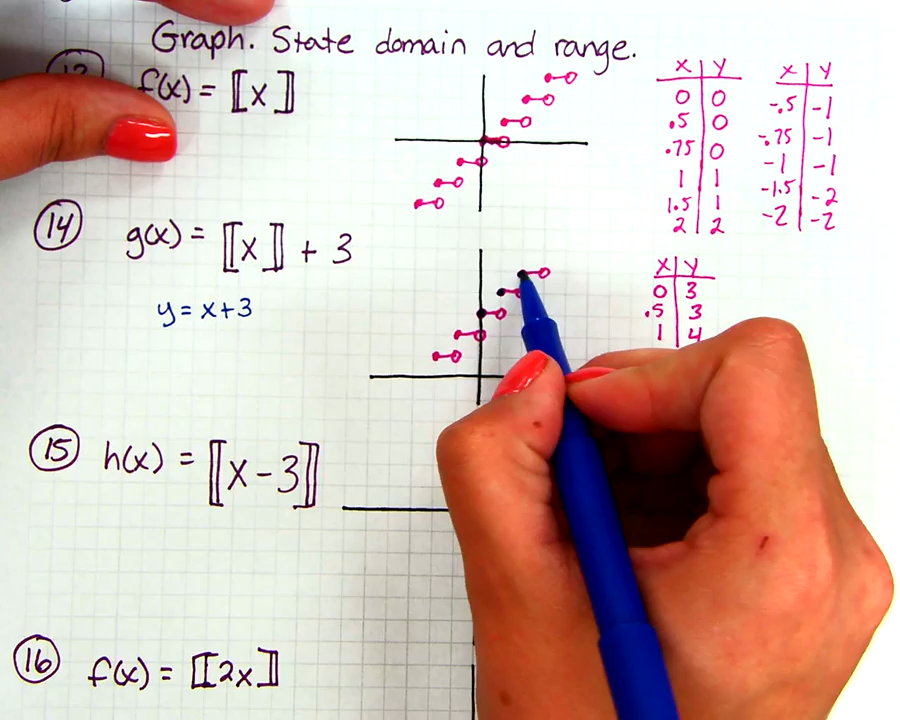 Graph. State domain and range.
f(x) = [[x]]
x y
0 0
.5 0
.75 0
1 1
1.5 1
2 2
x y
-.5 -1
-.75 -1
-1 -1
-1.5 -2
-2 -2
14 g(x) = [[x]] + 3
y = x+3
x y
0 3
.5 3
1 4
15 h(x) = [[x-3]]
16 f(x) = [[2x]]